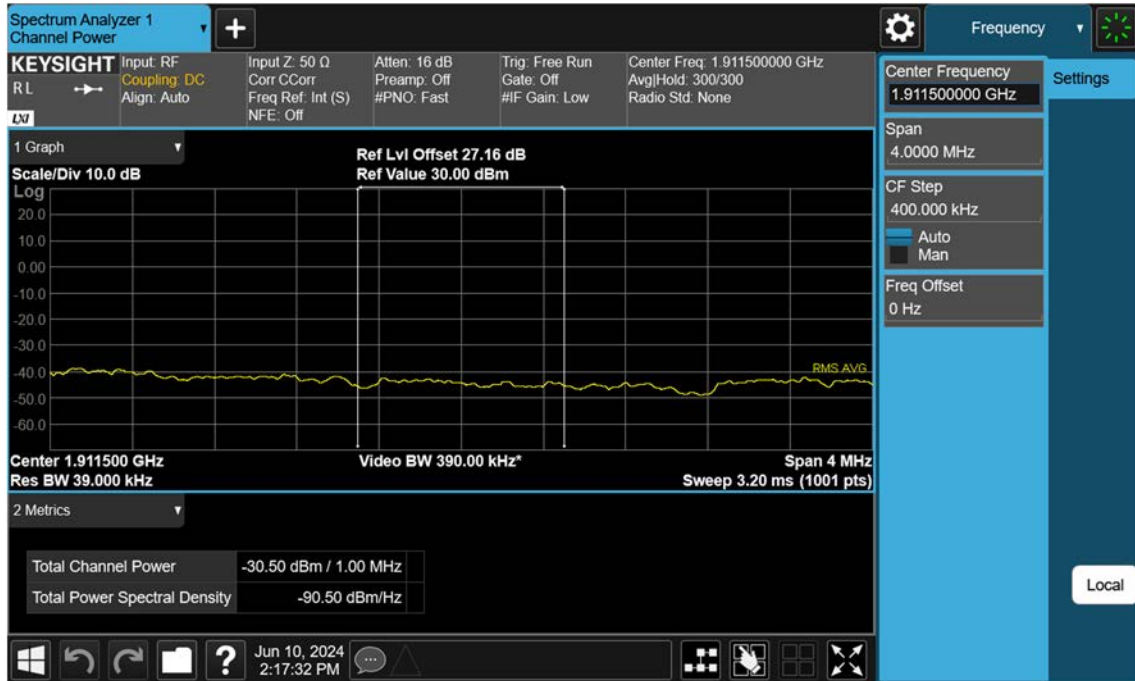 Spectrum Analyzer 1
Channel Power
Frequency
KEYSIGHT
R L
LXI
Input: RF
Coupling: DC
Align: Auto
Input Z: 50 Ω
Corr CCorr
Freq Ref: Int (S)
NFE: Off
Atten: 16 dB
Preamp: Off
#PNO: Fast
Trig: Free Run
Gate: Off
#IF Gain: Low
Center Freq: 1.911500000 GHz
Avg|Hold: 300/300
Radio Std: None
Center Frequency
1.911500000 GHz
Settings
Span
4.0000 MHz
CF Step
400.000 kHz
Auto
Man
Freq Offset
0 Hz
Local
1 Graph
Scale/Div 10.0 dB
Ref Lvl Offset 27.16 dB
Ref Value 30.00 dBm
Log
20.0
10.0
0.00
-10.0
-20.0
-30.0
-40.0
-50.0
-60.0
RMS AVG
Center 1.911500 GHz
Video BW 390.00 kHz*
Span 4 MHz
Res BW 39.000 kHz
Sweep 3.20 ms (1001 pts)
2 Metrics
Total Channel Power -30.50 dBm / 1.00 MHz
Total Power Spectral Density -90.50 dBm/Hz
?
Jun 10, 2024
2:17:32 PM